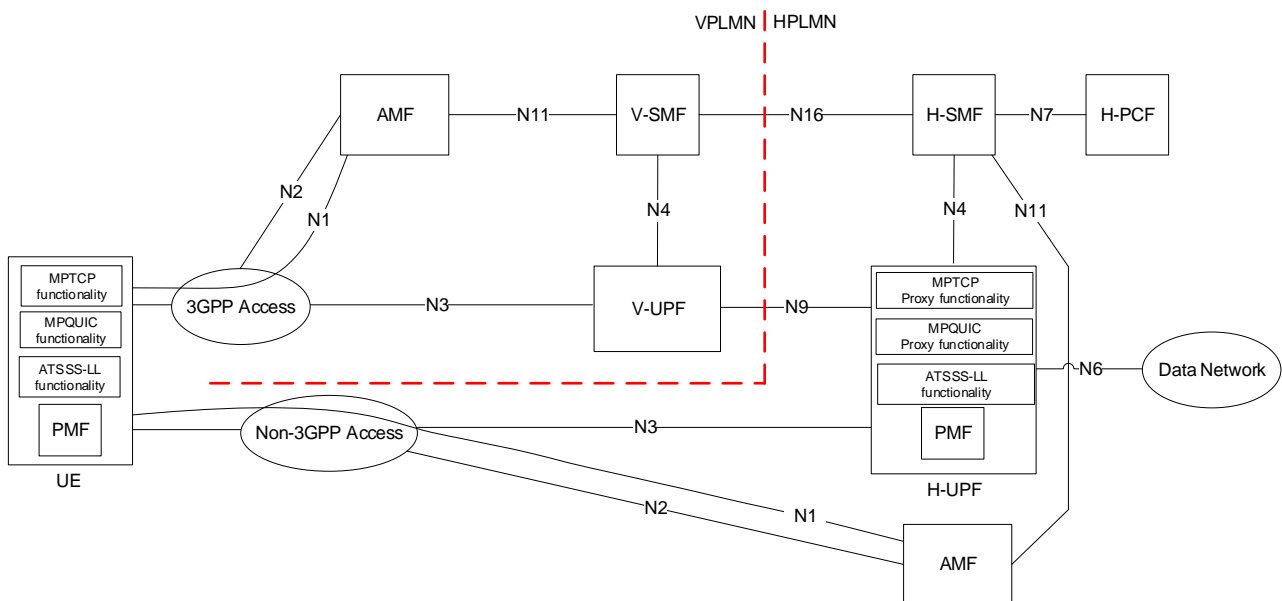 VPLMN
HPLMN
AMF
N11
V-SMF
N16
H-SMF
N7
H-PCF
N2
N1
N4
N4
N11
MPTCP
functionality
MPQUIC
functionality
ATSSS-LL
functionality
PMF
UE
3GPP Access
N3
V-UPF
N9
MPTCP
Proxy functionality
MPQUIC
Proxy functionality
ATSSS-LL
functionality
PMF
H-UPF
N6
Data Network
Non-3GPP Access
N3
N2
N1
AMF